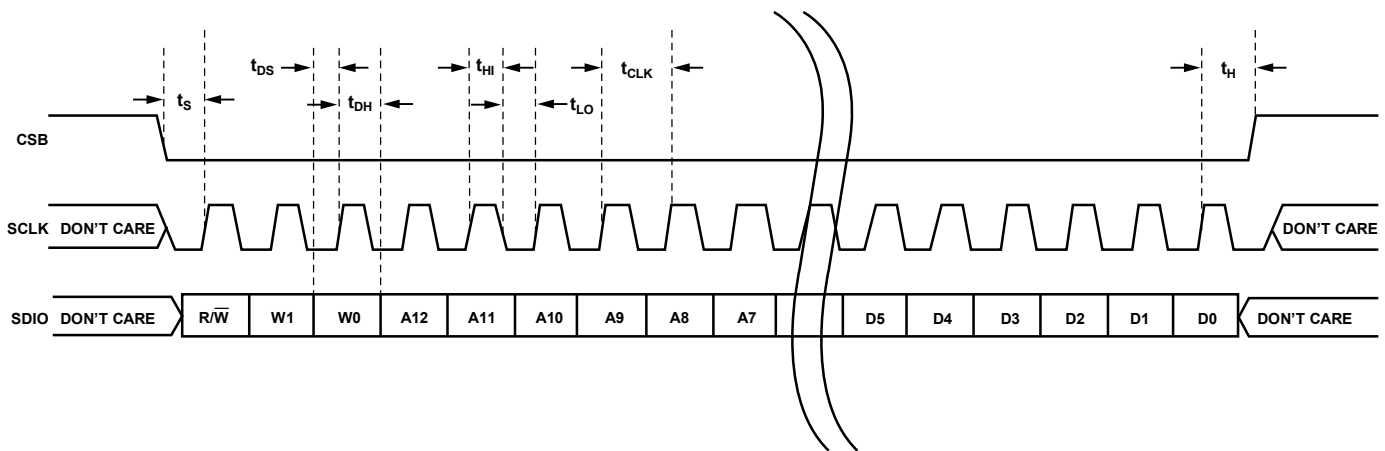 tDS tHI tCLK tH
tS tDH tLO
CSB
SCLK DON'T CARE DON'T CARE
SDIO DON'T CARE R/W̅ W1 W0 A12 A11 A10 A9 A8 A7 D5 D4 D3 D2 D1 D0 DON'T CARE